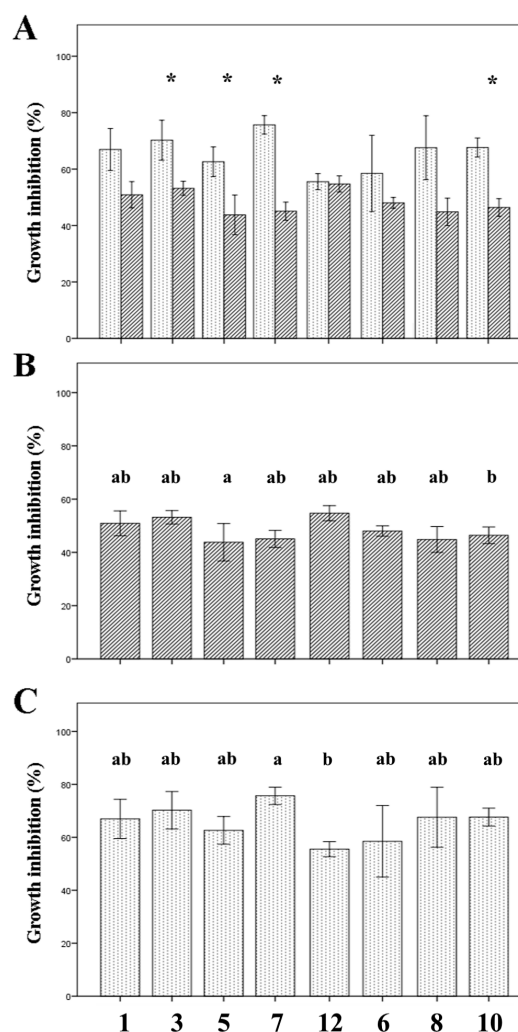 A
Growth inhibition (%)
100
80
60
40
20
0
* * * *
B
Growth inhibition (%)
100
80
60
40
20
0
ab ab a ab ab ab ab b
C
Growth inhibition (%)
100
80
60
40
20
0
ab ab ab a b ab ab ab
1 3 5 7 12 6 8 10